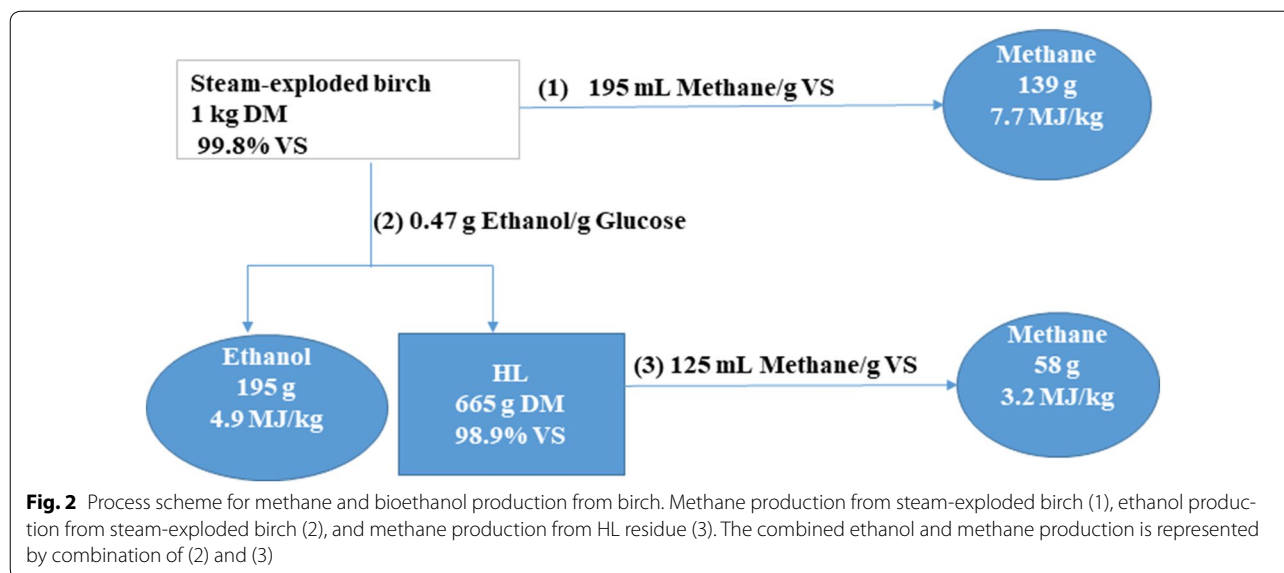 Steam-exploded birch
1 kg DM
99.8% VS
(1) 195 mL Methane/g VS
Methane
139 g
7.7 MJ/kg
(2) 0.47 g Ethanol/g Glucose
Ethanol
195 g
4.9 MJ/kg
HL
665 g DM
98.9% VS
(3) 125 mL Methane/g VS
Methane
58 g
3.2 MJ/kg
Fig. 2 Process scheme for methane and bioethanol production from birch. Methane production from steam-exploded birch (1), ethanol produc-
tion from steam-exploded birch (2), and methane production from HL residue (3). The combined ethanol and methane production is represented
by combination of (2) and (3)